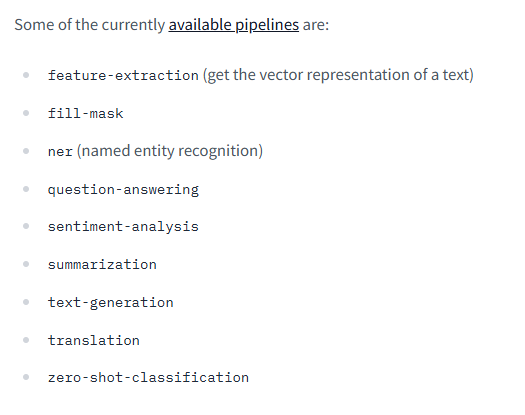 Some of the currently available pipelines are:
feature-extraction (get the vector representation of a text)
fill-mask
ner (named entity recognition)
question-answering
sentiment-analysis
summarization
text-generation
translation
zero-shot-classification